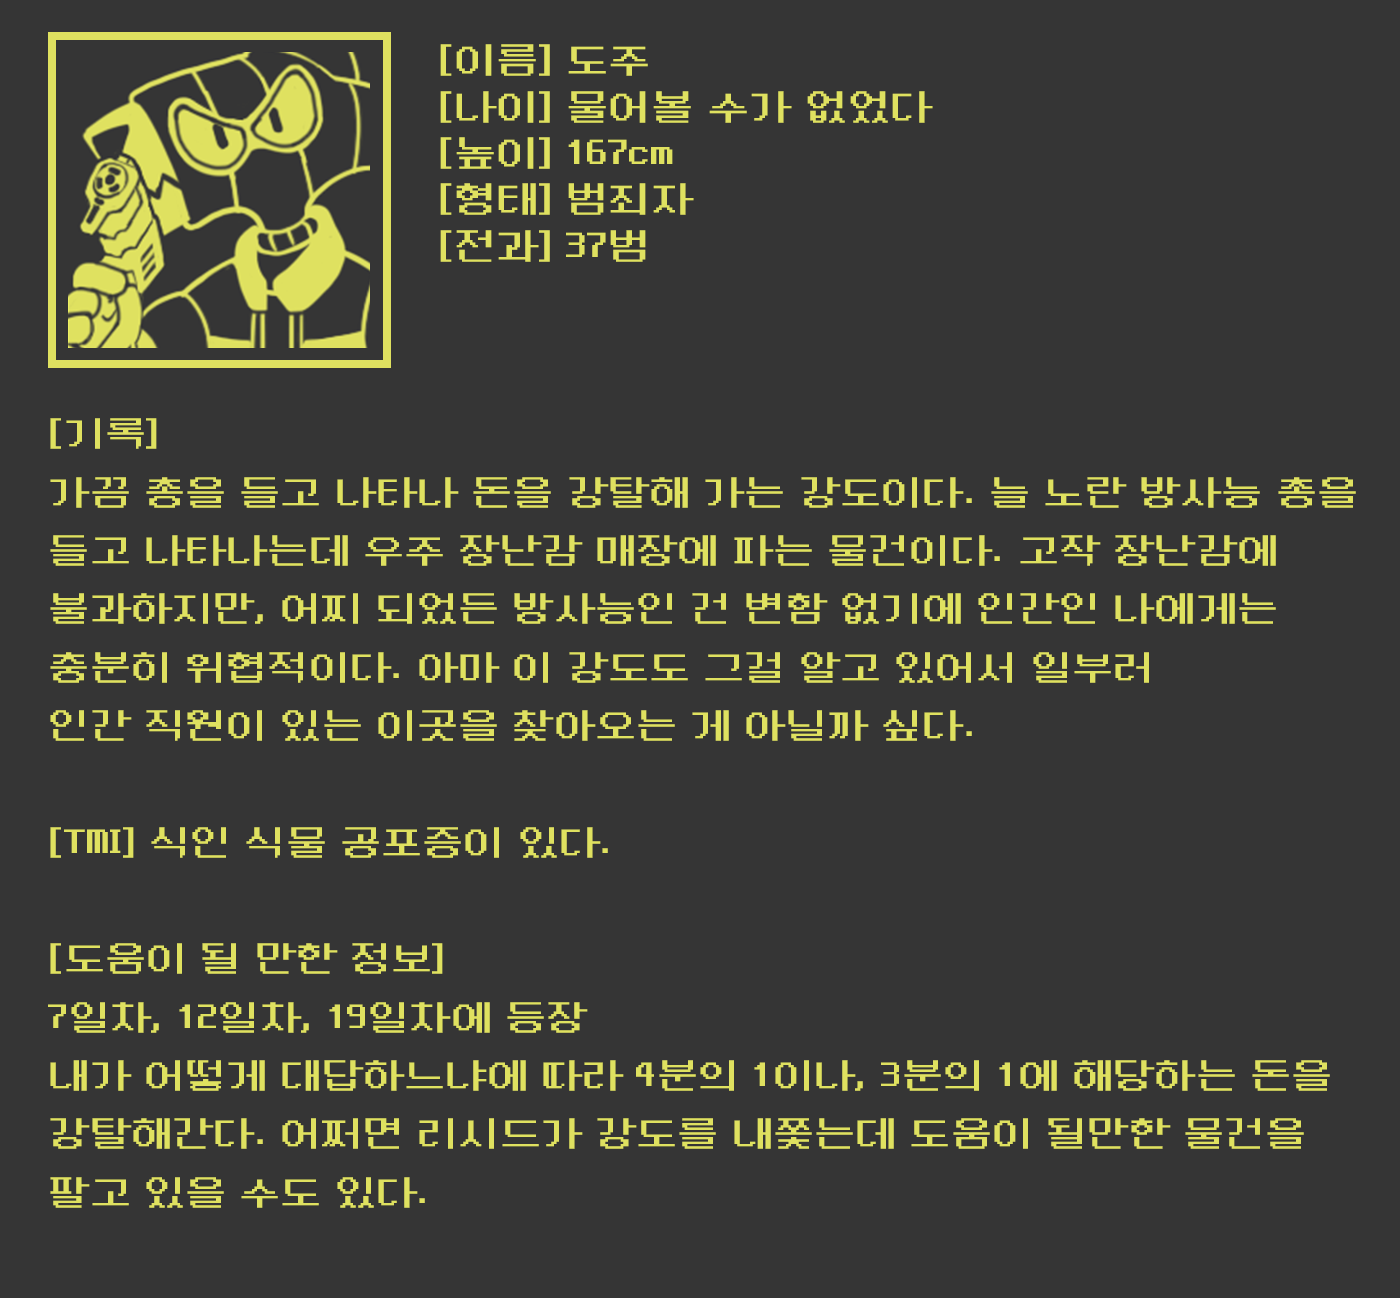 [이름] 도주
[나이] 물어볼 수가 없었다
[높이] 167cm
[형태] 범죄자
[전과] 37범
[기록]
가끔 총을 들고 나타나 돈을 강탈해 가는 강도이다. 늘 노란 방사능 총을
들고 나타나는데 우주 장난감 매장에 파는 물건이다. 고작 장난감에
불과하지만, 어찌 되었든 방사능인 건 변함 없기에 인간인 나에게는
충분히 위협적이다. 아마 이 강도도 그걸 알고 있어서 일부러
인간 직원이 있는 이곳을 찾아오는 게 아닐까 싶다.
[TMI] 식인 식물 공포증이 있다.
[도움이 될 만한 정보]
7일차, 12일차, 19일차에 등장
내가 어떻게 대답하느냐에 따라 4분의 1이나, 3분의 1에 해당하는 돈을
강탈해간다. 어쩌면 리시드가 강도를 내쫓는데 도움이 될만한 물건을
팔고 있을 수도 있다.